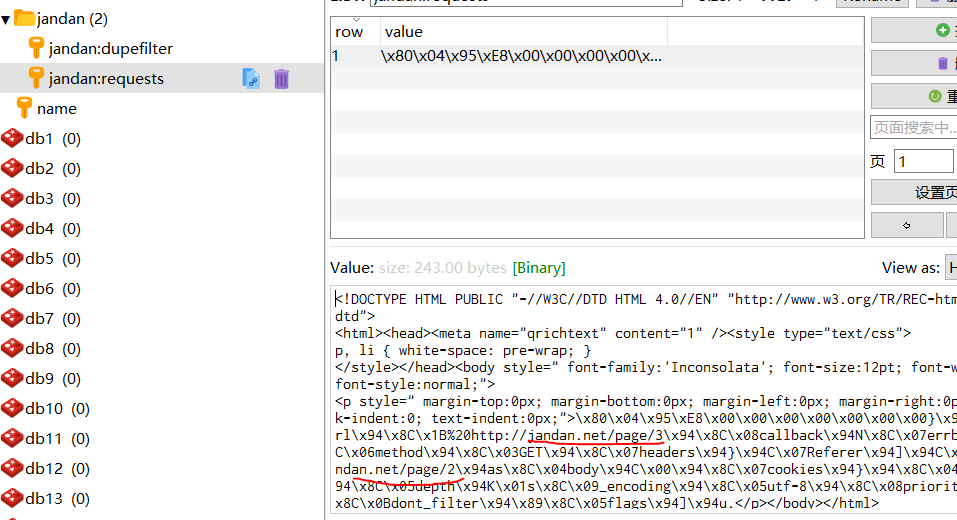 jandan (2)
jandan:dupefilter
jandan:requests
name
db1 (0)
db2 (0)
db3 (0)
db4 (0)
db5 (0)
db6 (0)
db7 (0)
db8 (0)
db9 (0)
db10 (0)
db11 (0)
db12 (0)
db13 (0)
row value
1 \x80\x04\x95\xE8\x00\x00\x00\x00\x...
重
页面搜索中...
页 1
设置页
Value: size: 243.00 bytes [Binary]
View as: H
<!DOCTYPE HTML PUBLIC "-//W3C//DTD HTML 4.0//EN" "http://www.w3.org/TR/REC-htm
dtd">
<html><head><meta name="qrichtext" content="1" /><style type="text/css">
p, li { white-space: pre-wrap; }
</style></head><body style=" font-family:'Inconsolata'; font-size:12pt; font-w
font-style:normal;">
<p style=" margin-top:0px; margin-bottom:0px; margin-left:0px; margin-right:0p
k-indent:0; text-indent:0px;">\x80\x04\x95\xE8\x00\x00\x00\x00\x00\x00\x00}\x9
rl\x94\x8C\x1B%20http://jandan.net/page/3\x94\x8C\x08callback\x94N\x8C\x07errb
C\x06method\x94\x8C\x03GET\x94\x8C\x07headers\x94}\x94C\x07Referer\x94]\x94C\x
ndan.net/page/2\x94as\x8C\x04body\x94C\x00\x94\x8C\x07cookies\x94}\x94\x8C\x04
94\x8C\x05depth\x94K\x01s\x8C\x09_encoding\x94\x8C\x05utf-8\x94\x8C\x08priorit
x8C\x0Bdont_filter\x94\x89\x8C\x05flags\x94]\x94u.</p></body></html>